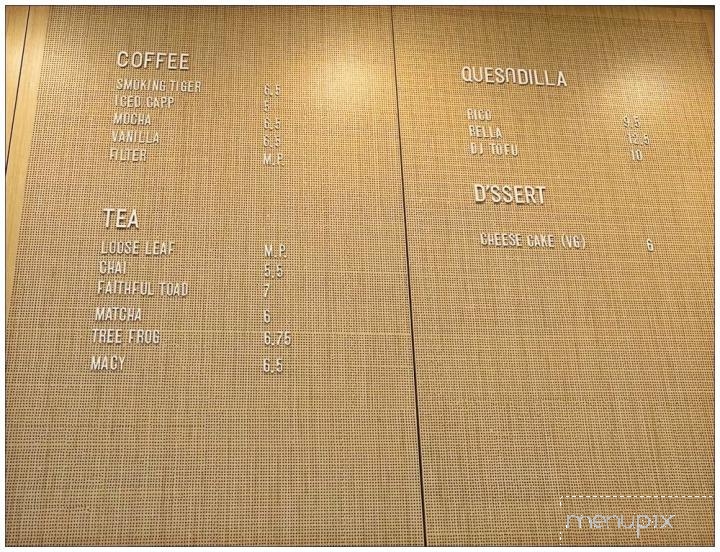 COFFEE
SMOKING TIGER 6.5
ICED CAPP 5
MOCHA 6.5
VANILLA 6.5
FILTER M.P.
TEA
LOOSE LEAF M.P.
CHAI 5.5
FAITHFUL TOAD 7
MATCHA 6
TREE FROG 6.75
MACY 6.5
QUESADILLA
RICO 9.5
BELLA 12.5
DJ TOFU 10
D'SSERT
CHEESE CAKE (VG) 6
menupix